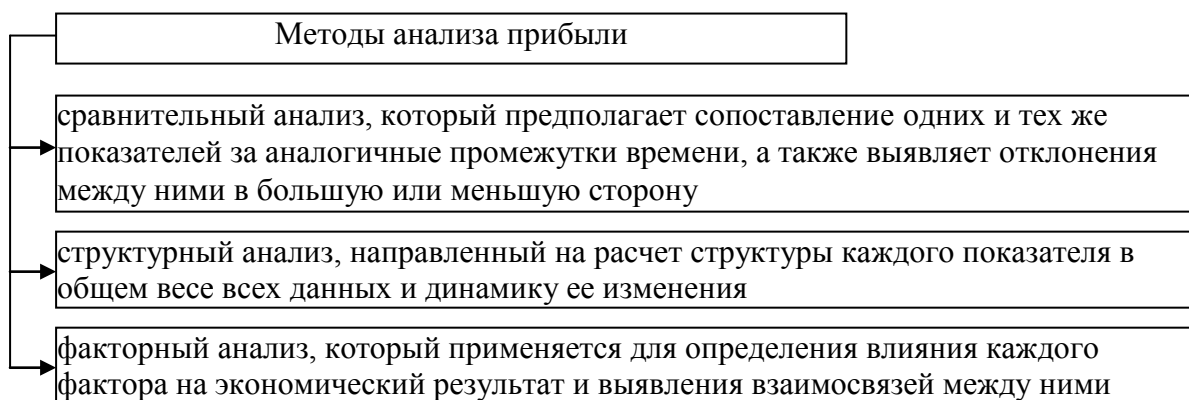 Методы анализа прибыли
сравнительный анализ, который предполагает сопоставление одних и тех же
показателей за аналогичные промежутки времени, а также выявляет отклонения
между ними в большую или меньшую сторону
структурный анализ, направленный на расчет структуры каждого показателя в
общем весе всех данных и динамику ее изменения
факторный анализ, который применяется для определения влияния каждого
фактора на экономический результат и выявления взаимосвязей между ними